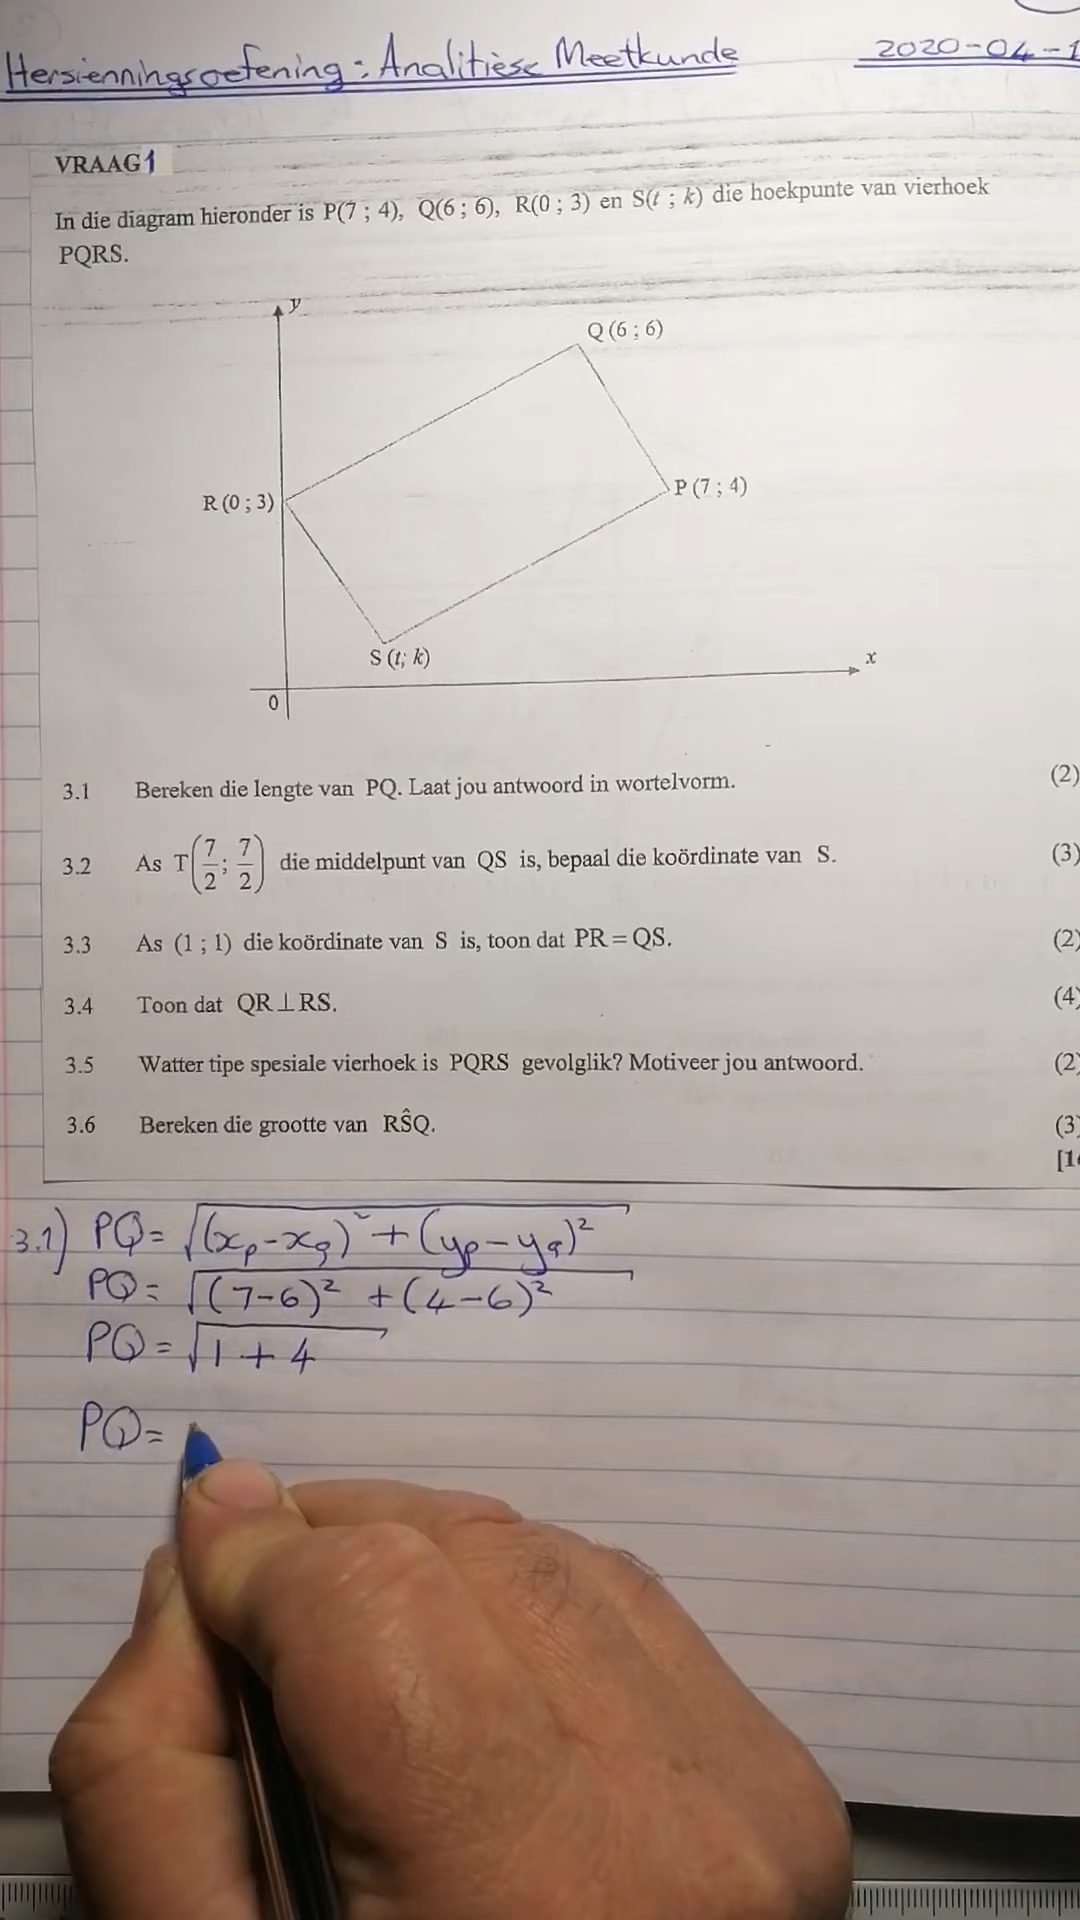 Hersienningsoefening: Analitiese Meetkunde 2020-04-1
VRAAG 1
In die diagram hieronder is P(7 ; 4), Q(6 ; 6), R(0 ; 3) en S(t ; k) die hoekpunte van vierhoek
PQRS.
y
Q (6 ; 6)
R (0 ; 3)
P (7 ; 4)
S (t; k)
x
0
3.1 Bereken die lengte van PQ. Laat jou antwoord in wortelvorm. (2)
3.2 As T(7/2 ; 7/2) die middelpunt van QS is, bepaal die koördinate van S. (3)
3.3 As (1 ; 1) die koördinate van S is, toon dat PR = QS. (2)
3.4 Toon dat QR ⊥ RS. (4)
3.5 Watter tipe spesiale vierhoek is PQRS gevolglik? Motiveer jou antwoord. (2)
3.6 Bereken die grootte van RŜQ. (3)
3.1) PQ = √((xp - xq)² + (yp - yq)²)
PQ = √((7-6)² + (4-6)²)
PQ = √(1 + 4)
PQ =